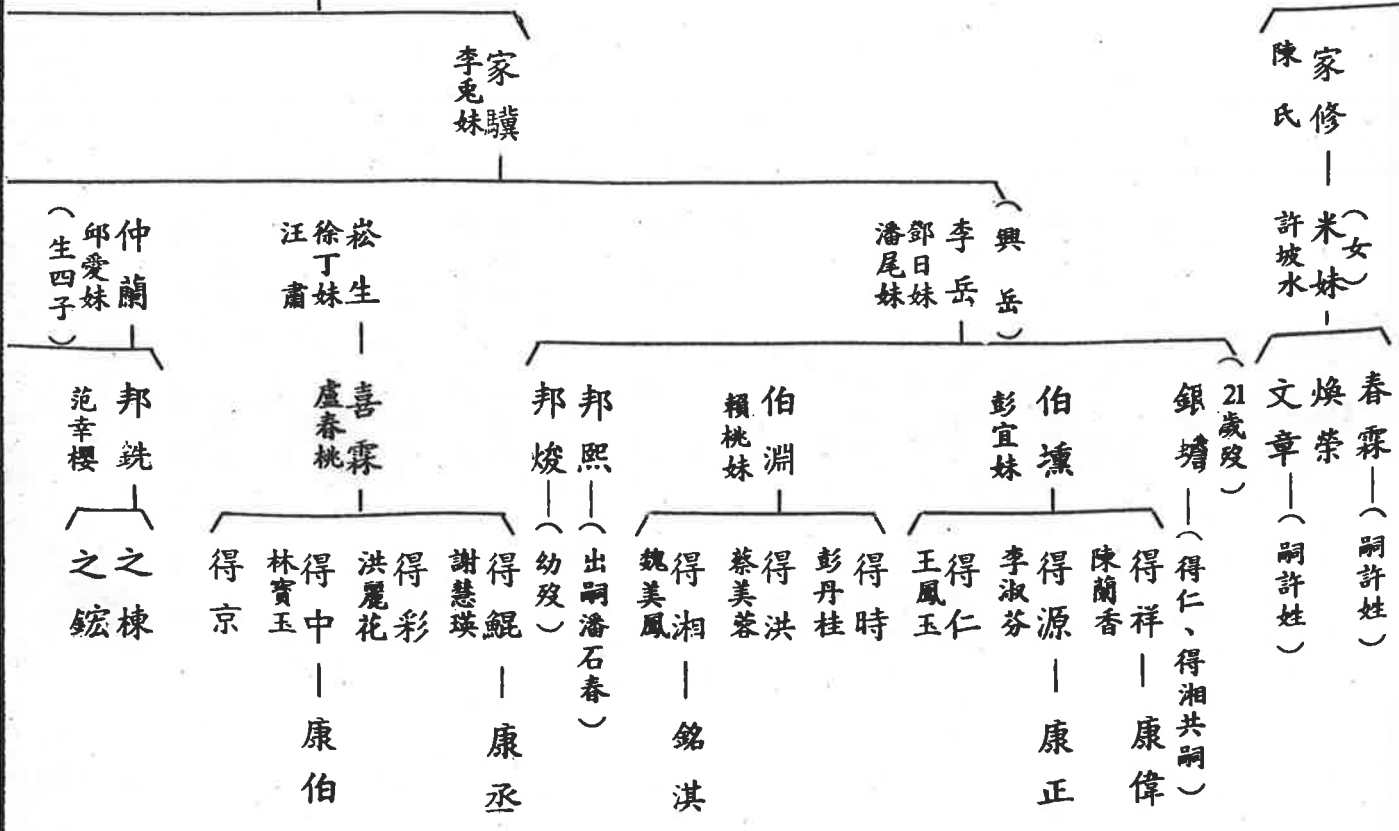 家修
陳氏
家驥
李兎妹
(女)
米妹
許坡水
(興岳)
李岳
鄧日妹
潘尾妹
崧生
徐丁妹
汪肅
仲蘭
邱愛妹
(生四子)
春霖(嗣許姓)
煥榮
文章(嗣許姓)
(21歲歿)
銀蟾(得仁、得湘共嗣)
伯壎
彭宜妹
伯淵
賴桃妹
邦熙(出嗣潘石春)
邦焌(幼歿)
喜霖
盧春桃
邦銑
范幸櫻
得祥
陳蘭香
得源
李淑芬
得仁
王鳳玉
得時
彭丹桂
得洪
蔡美蓉
得湘
魏美鳳
得鯤
謝慧瑛
得彩
洪麗花
得中
林寶玉
得京
之棟
之鋐
康偉
康正
銘淇
康丞
康伯